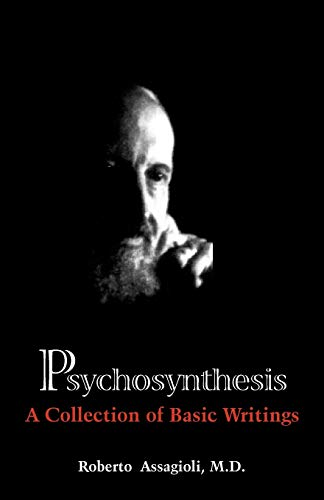 Psychosynthesis
A Collection of Basic Writings
Roberto Assagioli, M.D.